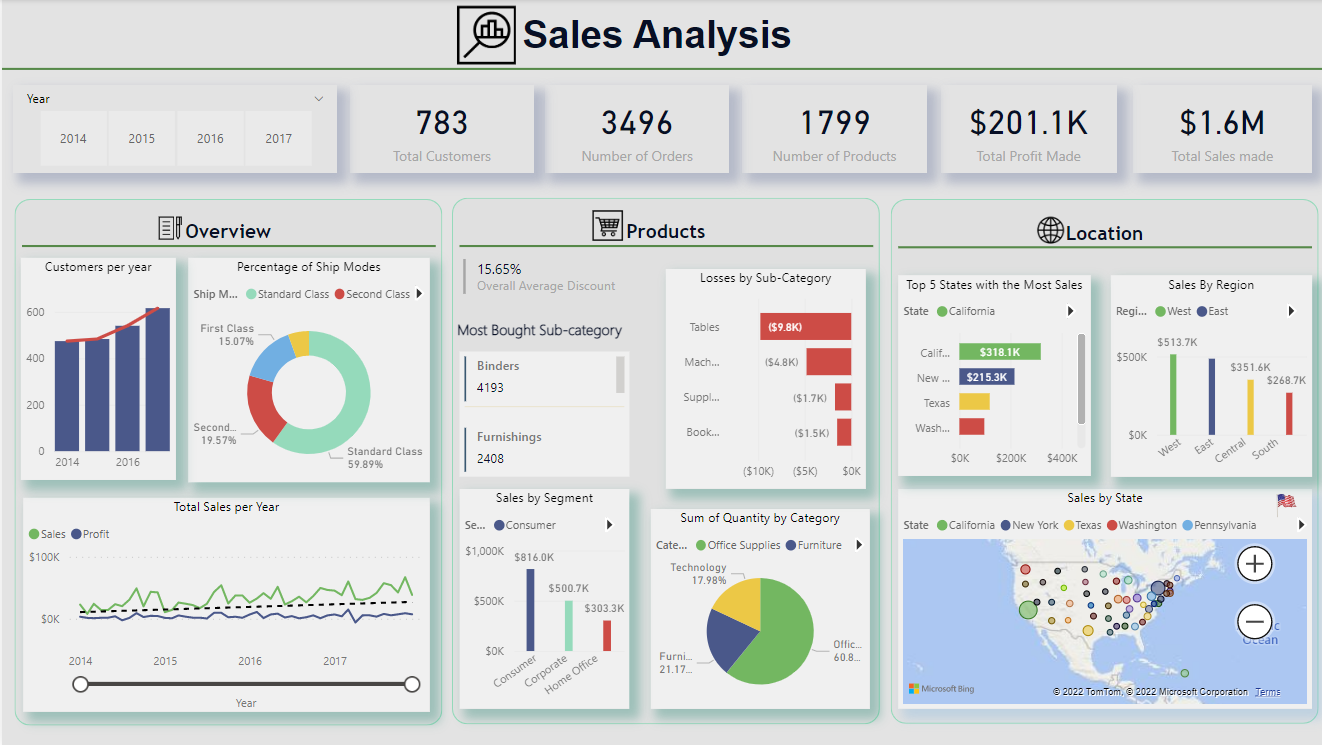 Sales Analysis
Year
2014 2015 2016 2017
783
Total Customers
3496
Number of Orders
1799
Number of Products
$201.1K
Total Profit Made
$1.6M
Total Sales made
Overview
Customers per year
600
400
200
0
2014 2016
Percentage of Ship Modes
Ship M... Standard Class Second Class
First Class
15.07%
Second...
19.57%
Standard Class
59.89%
Total Sales per Year
Sales Profit
$100K
$0K
2014 2015 2016 2017
Year
Products
15.65%
Overall Average Discount
Most Bought Sub-category
Binders
4193
Furnishings
2408
Losses by Sub-Category
Tables ($9.8K)
Mach... ($4.8K)
Suppl... ($1.7K)
Book... ($1.5K)
($10K) ($5K) $0K
Sales by Segment
Se... Consumer
$1,000K
$500K
$0K
$816.0K
$500.7K
$303.3K
Consumer
Corporate
Home Office
Sum of Quantity by Category
Cate... Office Supplies Furniture
Technology
17.98%
Furni...
21.17...
Offic...
60.8...
Location
Top 5 States with the Most Sales
State California
Calif... $318.1K
New ... $215.3K
Texas
Wash...
$0K $200K $400K
Sales By Region
Regi... West East
$500K
$0K
$513.7K
$351.6K
$268.7K
West
East
Central
South
Sales by State
State California New York Texas Washington Pennsylvania
Ocean
Microsoft Bing
© 2022 TomTom, © 2022 Microsoft Corporation Terms